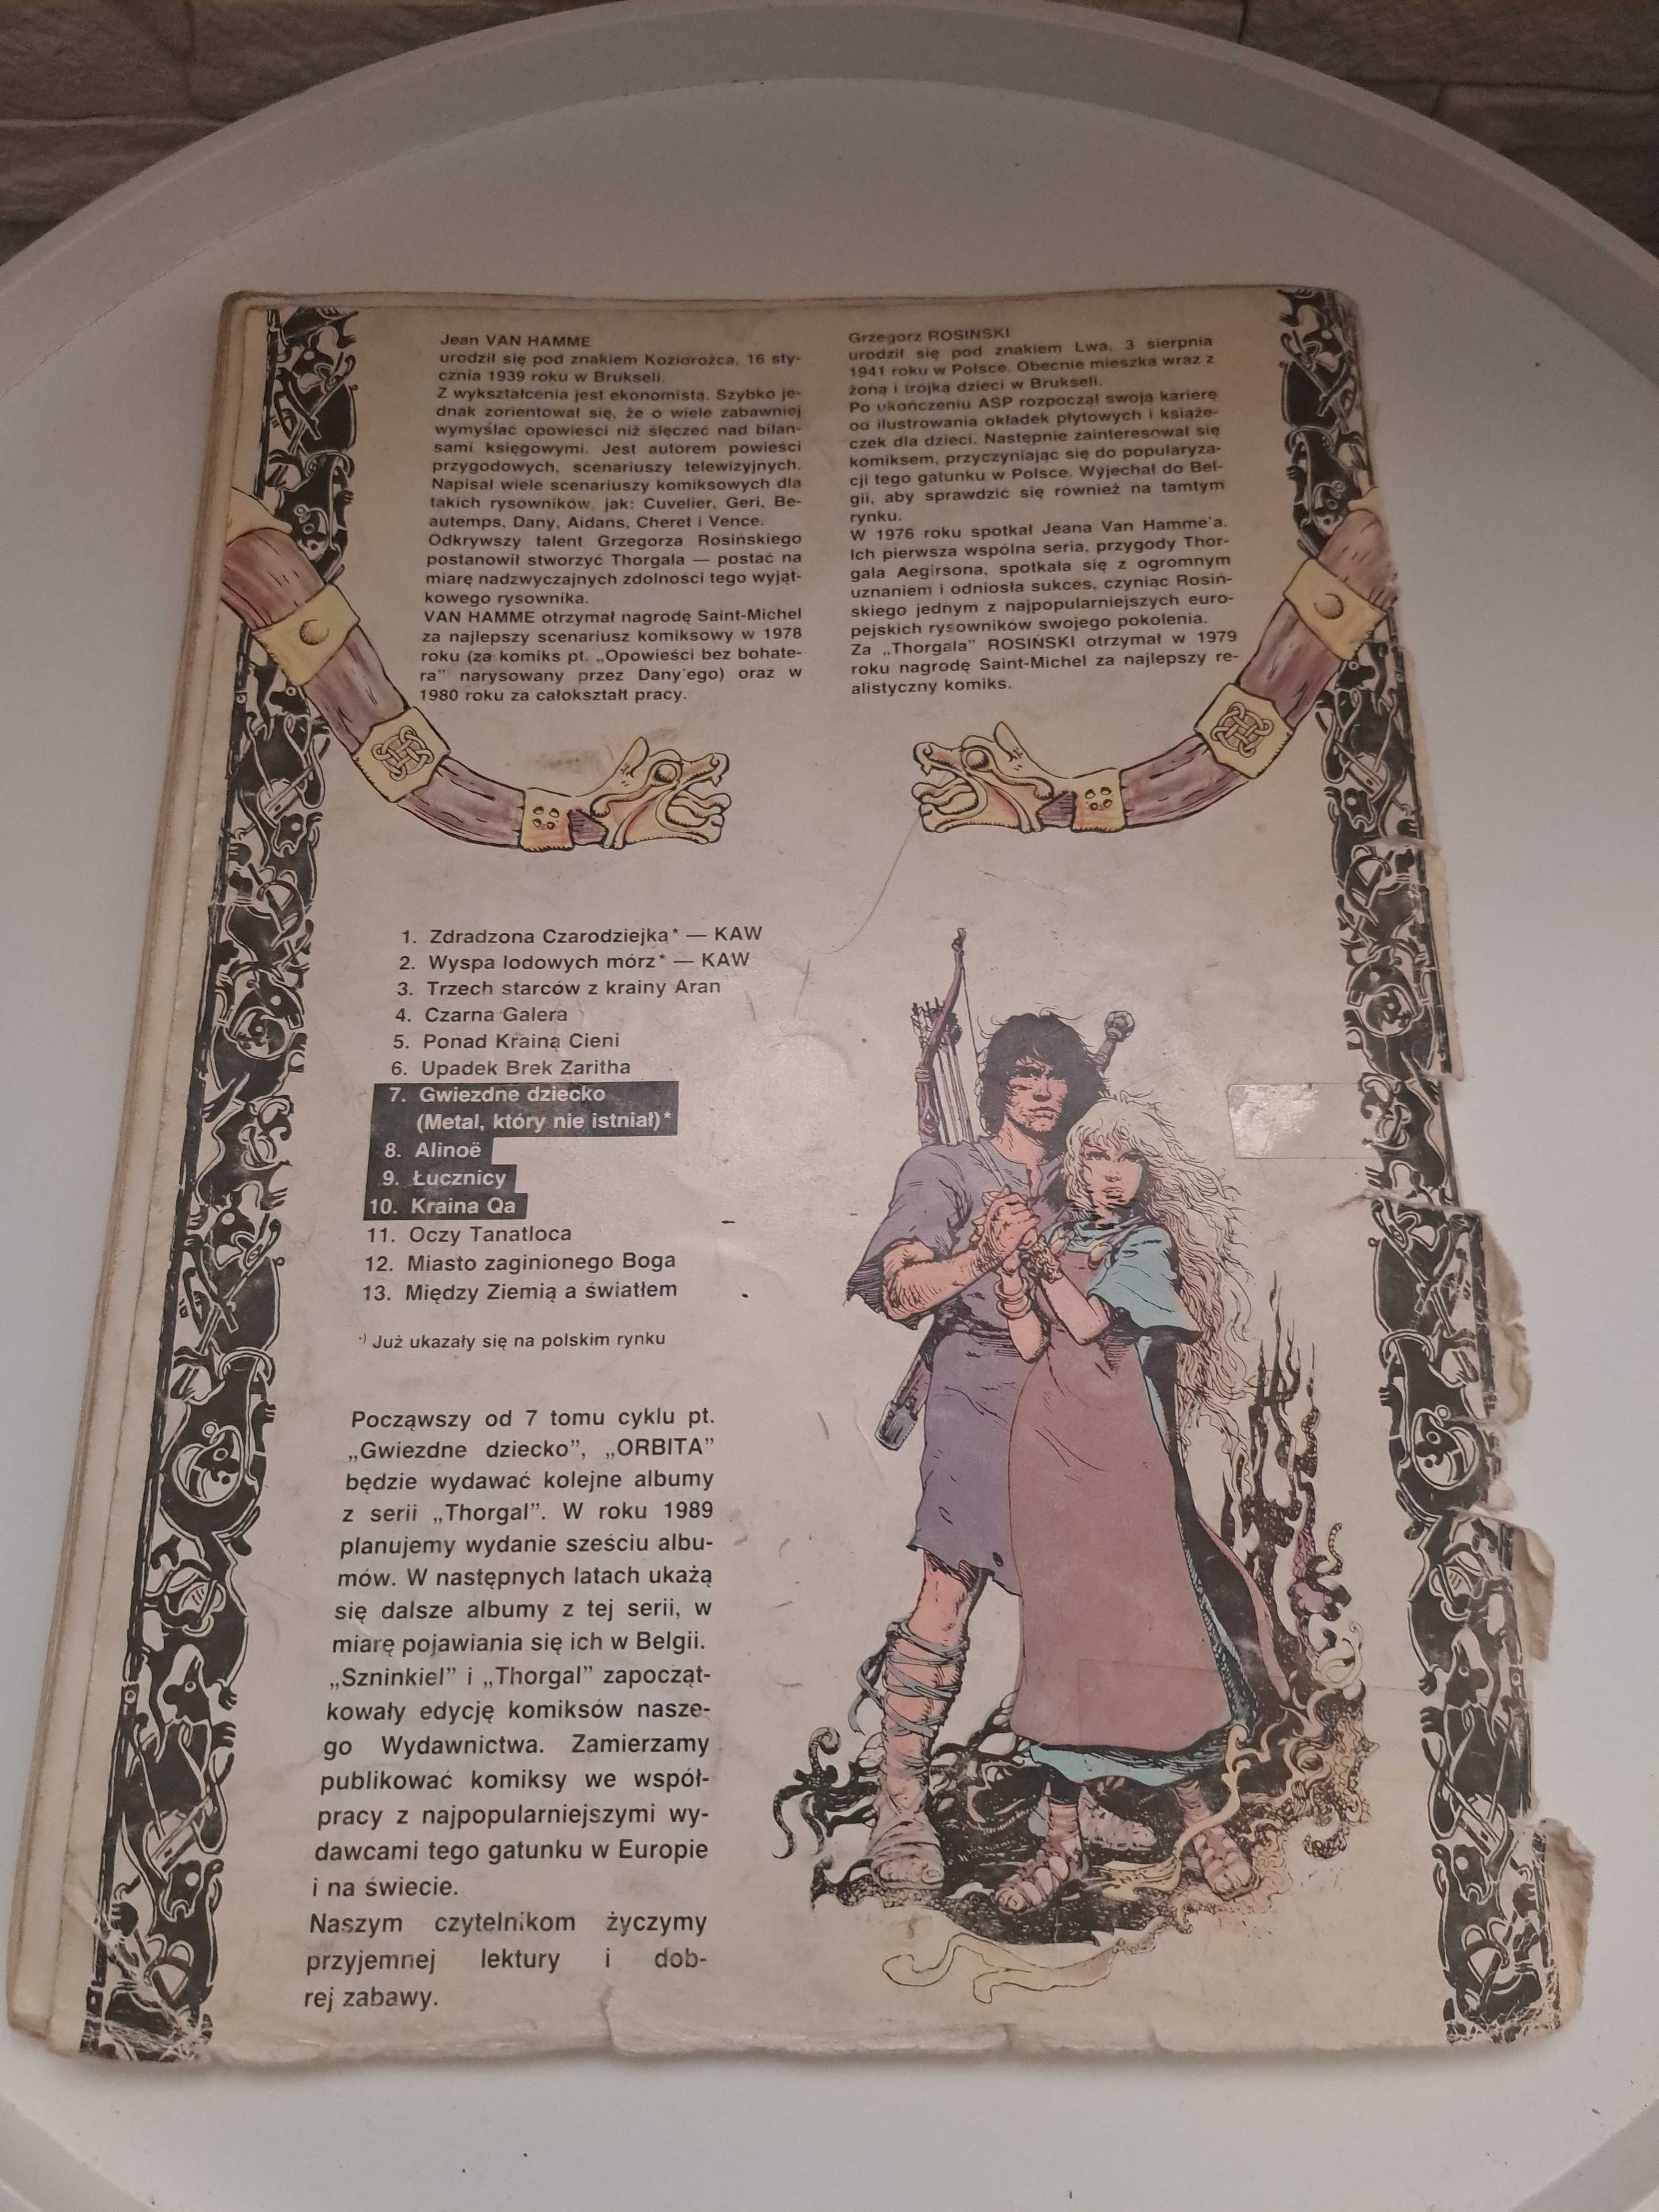 Jean VAN HAMME
urodził się pod znakiem Koziorożca, 16 sty-
cznia 1939 roku w Brukseli.
Z wykształcenia jest ekonomistą. Szybko je-
dnak zorientował się, że o wiele zabawniej
wymyślać opowieści niż ślęczeć nad bilan-
sami księgowymi. Jest autorem powieści
przygodowych, scenariuszy telewizyjnych.
Napisał wiele scenariuszy komiksowych dla
takich rysowników, jak: Cuvelier, Geri, Be-
autemps, Dany, Aidans, Cheret i Vence.
Odkrywszy talent Grzegorza Rosińskiego
postanowił stworzyć Thorgala — postać na
miarę nadzwyczajnych zdolności tego wyjąt-
kowego rysownika.
VAN HAMME otrzymał nagrodę Saint-Michel
za najlepszy scenariusz komiksowy w 1978
roku (za komiks pt. „Opowieści bez bohate-
ra” narysowany przez Dany'ego) oraz w
1980 roku za całokształt pracy.
Grzegorz ROSIŃSKI
urodził się pod znakiem Lwa, 3 sierpnia
1941 roku w Polsce. Obecnie mieszka wraz z
żoną i trójką dzieci w Brukseli.
Po ukończeniu ASP rozpoczął swoją karierę
od ilustrowania okładek płytowych i książe-
czek dla dzieci. Następnie zainteresował się
komiksem, przyczyniając się do popularyza-
cji tego gatunku w Polsce. Wyjechał do Bel-
gii, aby sprawdzić się również na tamtym
rynku.
W 1976 roku spotkał Jeana Van Hamme'a.
Ich pierwsza wspólna seria, przygody Thor-
gala Aegirsona, spotkała się z ogromnym
uznaniem i odniosła sukces, czyniąc Rosiń-
skiego jednym z najpopularniejszych euro-
pejskich rysowników swojego pokolenia.
Za „Thorgala” ROSIŃSKI otrzymał w 1979
roku nagrodę Saint-Michel za najlepszy re-
alistyczny komiks.
1. Zdradzona Czarodziejka* — KAW
2. Wyspa lodowych mórz* — KAW
3. Trzech starców z krainy Aran
4. Czarna Galera
5. Ponad Krainą Cieni
6. Upadek Brek Zaritha
7. Gwiezdne dziecko
(Metal, który nie istniał)*
8. Alinoë
9. Łucznicy
10. Kraina Qa
11. Oczy Tanatloca
12. Miasto zaginionego Boga
13. Między Ziemią a światłem
*) Już ukazały się na polskim rynku
Począwszy od 7 tomu cyklu pt.
„Gwiezdne dziecko”, „ORBITA”
będzie wydawać kolejne albumy
z serii „Thorgal”. W roku 1989
planujemy wydanie sześciu albu-
mów. W następnych latach ukażą
się dalsze albumy z tej serii, w
miarę pojawiania się ich w Belgii.
„Szninkiel” i „Thorgal” zapocząt-
kowały edycję komiksów nasze-
go Wydawnictwa. Zamierzamy
publikować komiksy we współ-
pracy z najpopularniejszymi wy-
dawcami tego gatunku w Europie
i na świecie.
Naszym czytelnikom życzymy
przyjemnej lektury i dob-
rej zabawy.